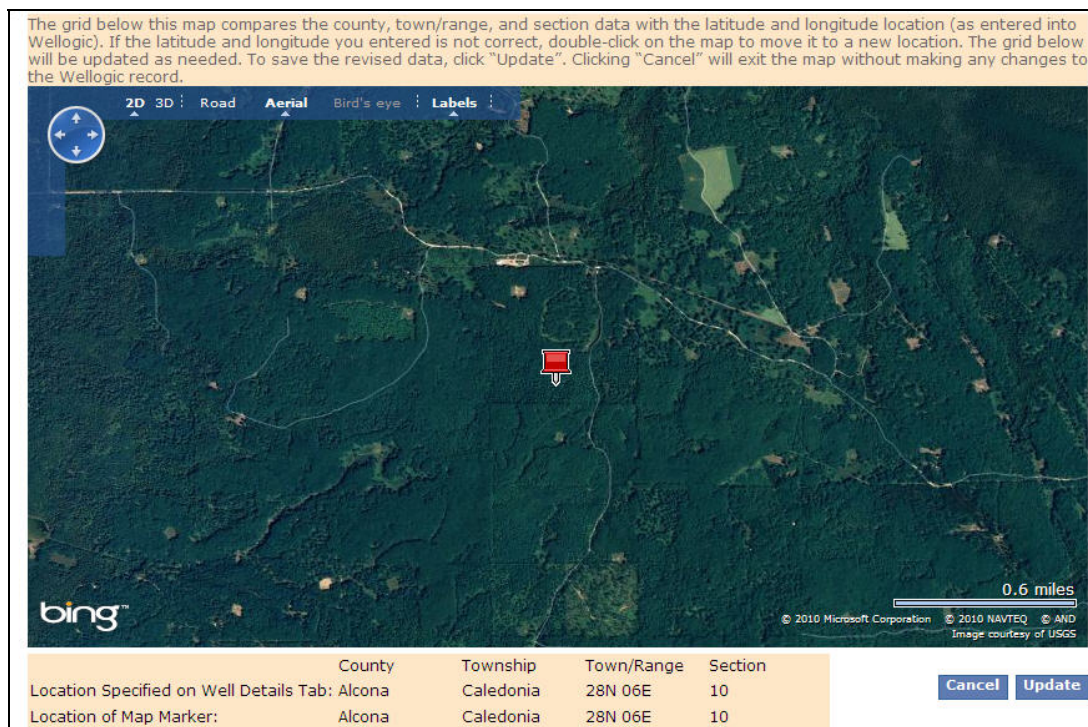 The grid below this map compares the county, town/range, and section data with the latitude and longitude location (as entered into
Wellogic). If the latitude and longitude you entered is not correct, double-click on the map to move it to a new location. The grid below
will be updated as needed. To save the revised data, click “Update”. Clicking “Cancel” will exit the map without making any changes to
the Wellogic record.
2D 3D Road Aerial Bird's eye Labels
0.6 miles
bing™
© 2010 Microsoft Corporation © 2010 NAVTEQ © AND
Image courtesy of USGS
County Township Town/Range Section
Location Specified on Well Details Tab: Alcona Caledonia 28N 06E 10
Cancel Update
Location of Map Marker: Alcona Caledonia 28N 06E 10